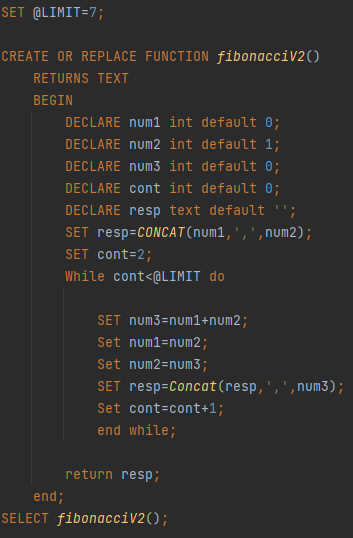 SET @LIMIT=7;
CREATE OR REPLACE FUNCTION fibonacciV2()
RETURNS TEXT
BEGIN
DECLARE num1 int default 0;
DECLARE num2 int default 1;
DECLARE num3 int default 0;
DECLARE cont int default 0;
DECLARE resp text default '';
SET resp=CONCAT(num1,',',num2);
SET cont=2;
While cont<@LIMIT do
SET num3=num1+num2;
Set num1=num2;
Set num2=num3;
SET resp=Concat(resp,',',num3);
Set cont=cont+1;
end while;
return resp;
end;
SELECT fibonacciV2();